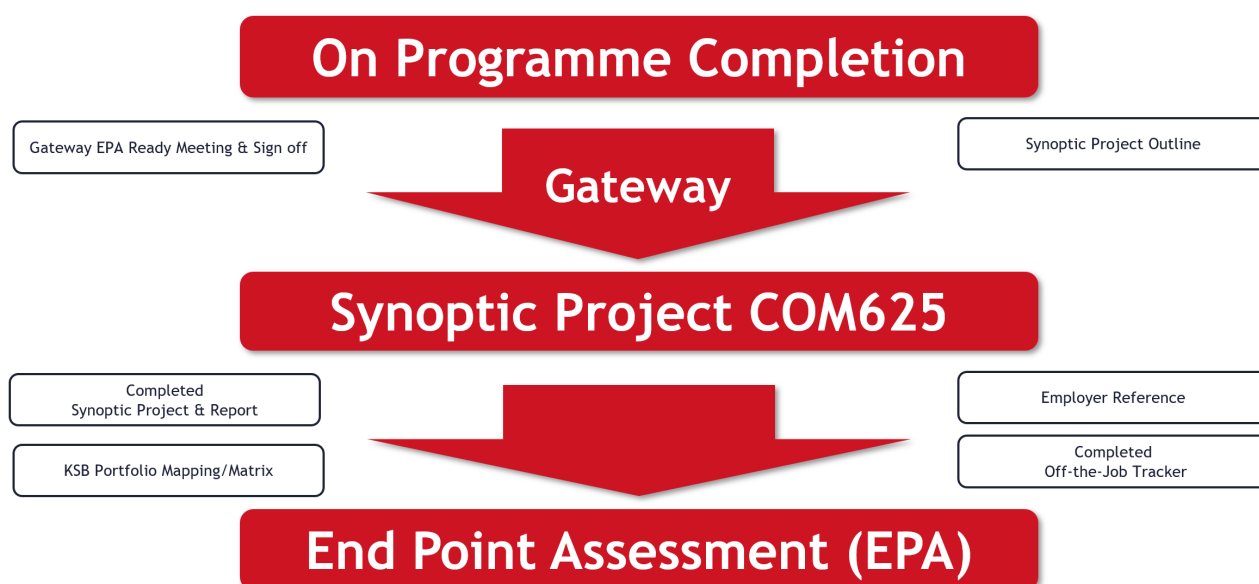 On Programme Completion
Gateway EPA Ready Meeting & Sign off
Synoptic Project Outline
Gateway
Synoptic Project COM625
Completed
Synoptic Project & Report
Employer Reference
KSB Portfolio Mapping/Matrix
Completed
Off-the-Job Tracker
End Point Assessment (EPA)